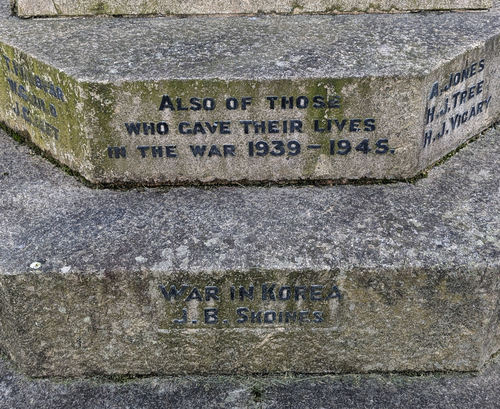 ALSO OF THOSE
WHO GAVE THEIR LIVES
IN THE WAR 1939 - 1945.
A. JONES
H. J. TREE
H. J. VICARY
WAR IN KOREA
J. B. SHOINES